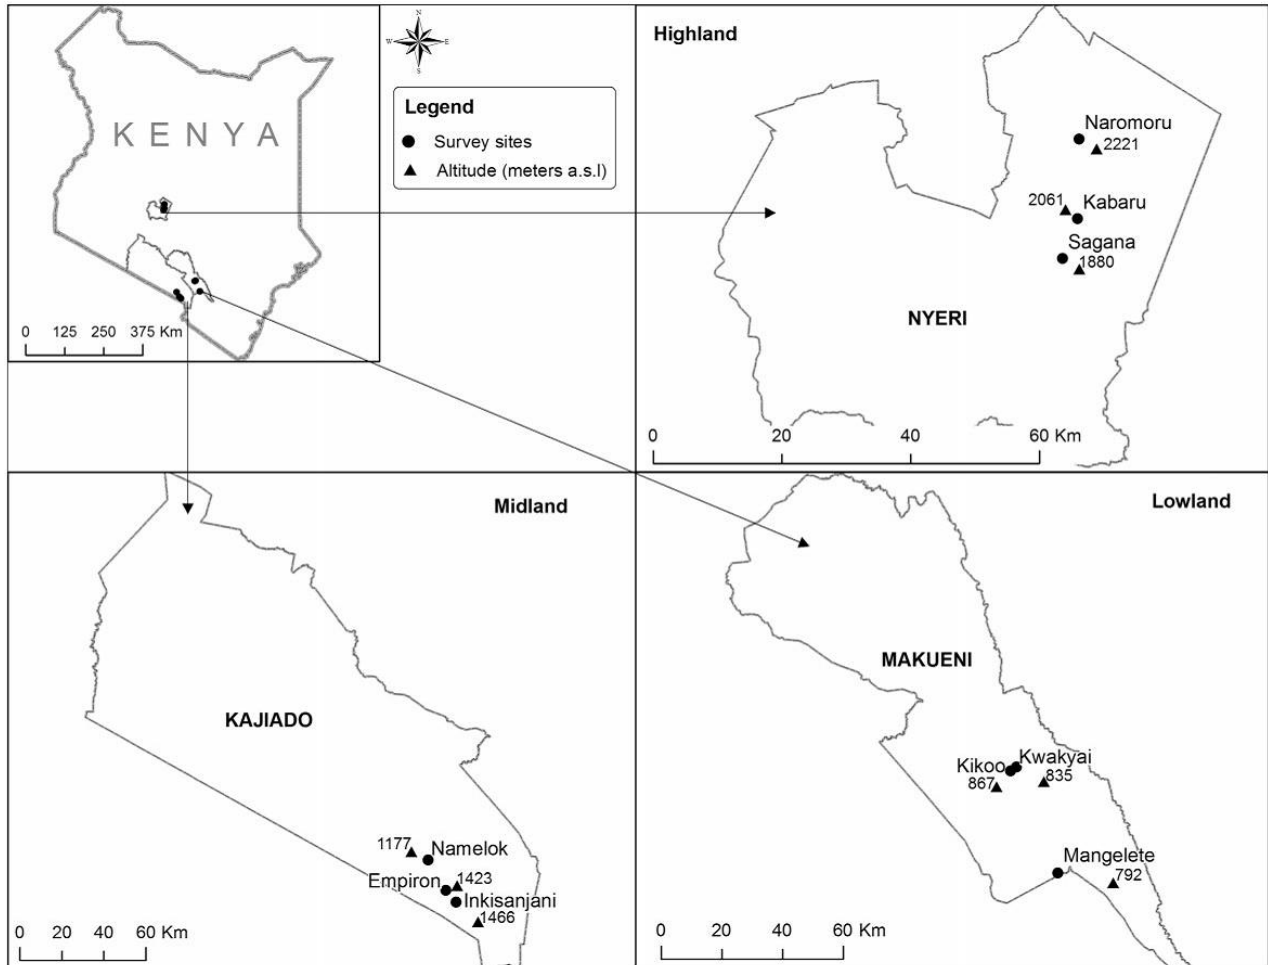 KENYA
N
W E
S
Legend
Survey sites
Altitude (meters a.s.l)
0 125 250 375 Km
Highland
Naromoru
2221
2061
Kabaru
Sagana
1880
NYERI
0 20 40 60 Km
Midland
KAJIADO
1177
Namelok
Empiron
1423
Inkisanjani
1466
0 20 40 60 Km
Lowland
MAKUENI
Kikoo
Kwakyai
867
835
Mangelete
792
0 20 40 60 Km